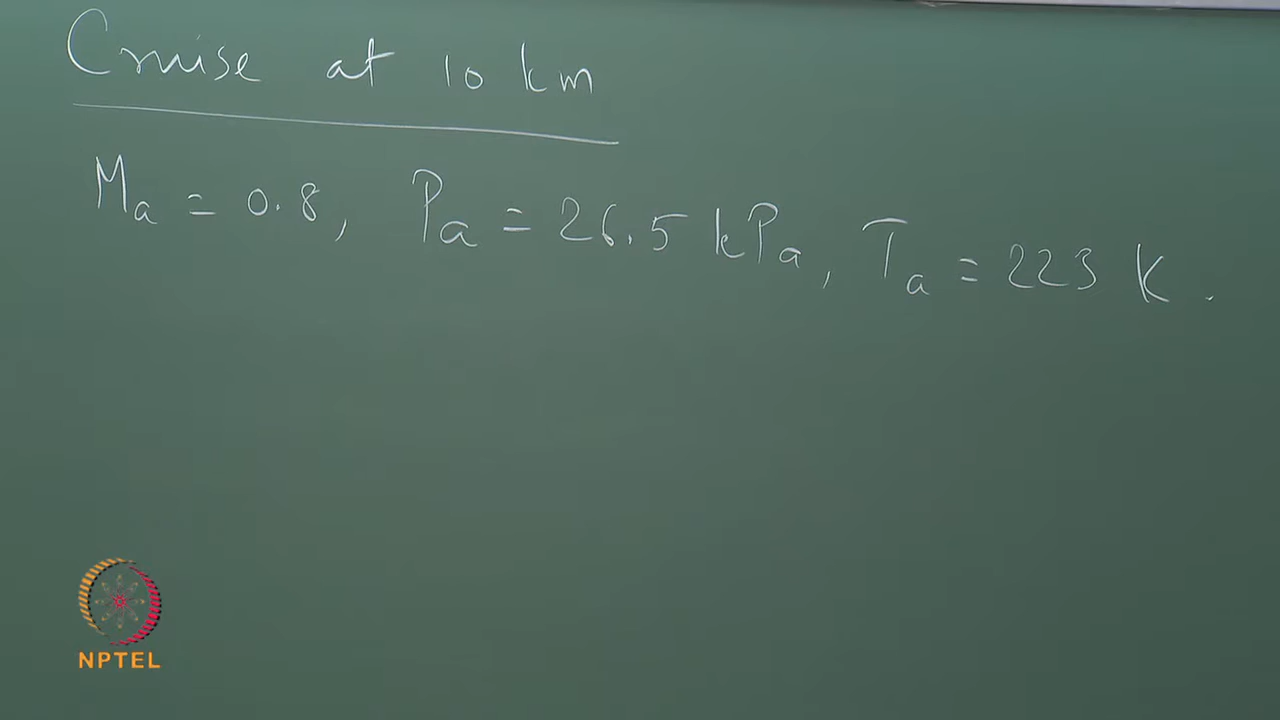 Cruise at 10 km
Ma = 0.8, Pa = 26.5 kPa, Ta = 223 K.
NPTEL